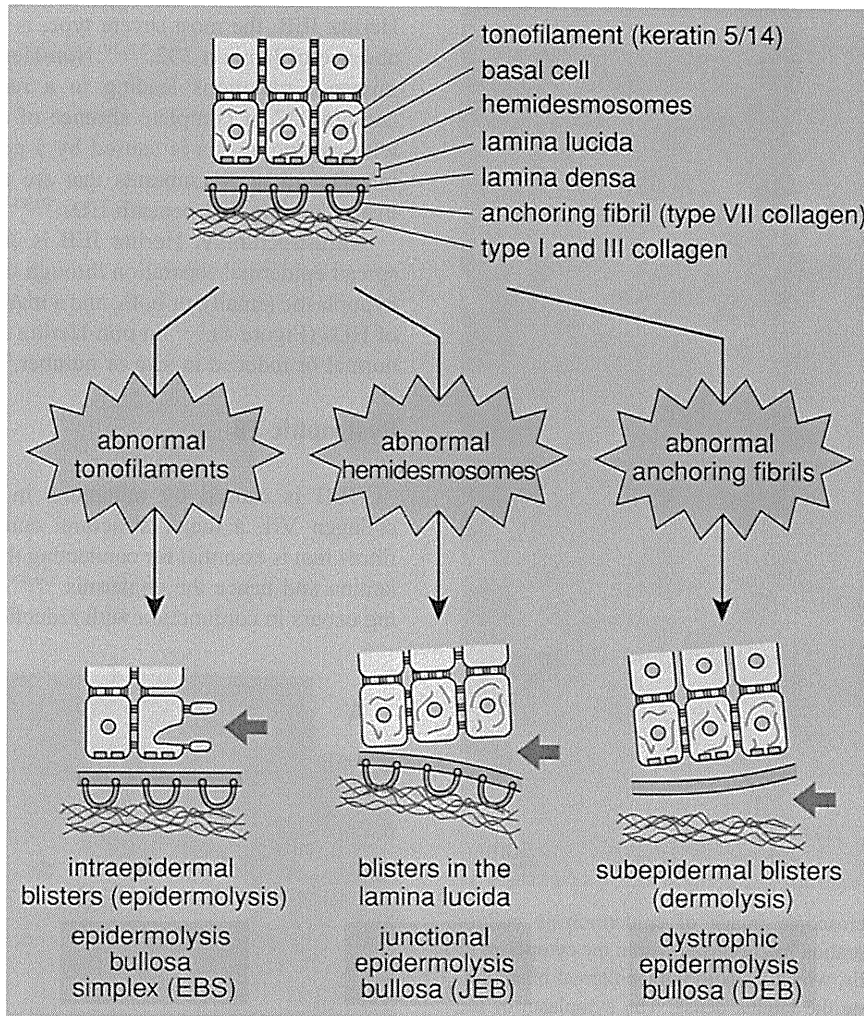 tonofilament (keratin 5/14)
basal cell
hemidesmosomes
lamina lucida
lamina densa
anchoring fibril (type VII collagen)
type I and III collagen
abnormal
tonofilaments
abnormal
hemidesmosomes
abnormal
anchoring fibrils
intraepidermal
blisters (epidermolysis)
epidermolysis
bullosa
simplex (EBS)
blisters in the
lamina lucida
junctional
epidermolysis
bullosa (JEB)
subepidermal blisters
(dermolysis)
dystrophic
epidermolysis
bullosa (DEB)